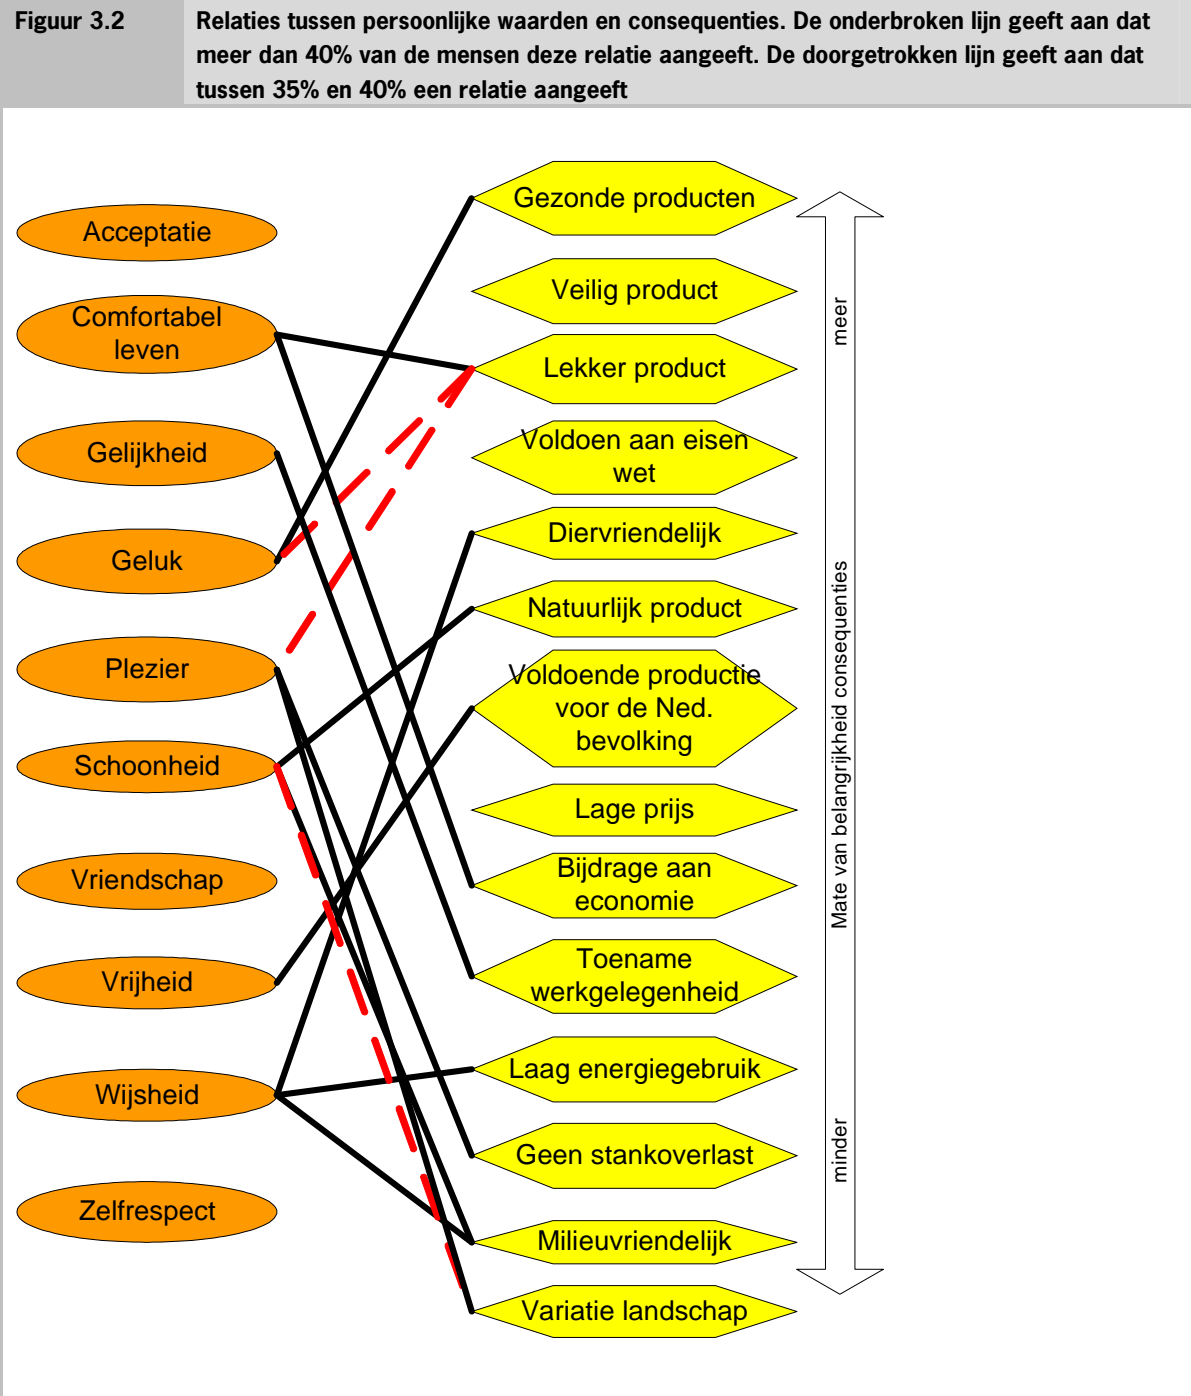 Figuur 3.2
Relaties tussen persoonlijke waarden en consequenties. De onderbroken lijn geeft aan dat
meer dan 40% van de mensen deze relatie aangeeft. De doorgetrokken lijn geeft aan dat
tussen 35% en 40% een relatie aangeeft
Acceptatie
Comfortabel
leven
Gelijkheid
Geluk
Plezier
Schoonheid
Vriendschap
Vrijheid
Wijsheid
Zelfrespect
Gezonde producten
Veilig product
Lekker product
Voldoen aan eisen
wet
Diervriendelijk
Natuurlijk product
Voldoende productie
voor de Ned.
bevolking
Lage prijs
Bijdrage aan
economie
Toename
werkgelegenheid
Laag energiegebruik
Geen stankoverlast
Milieuvriendelijk
Variatie landschap
meer
Mate van belangrijkheid consequenties
minder